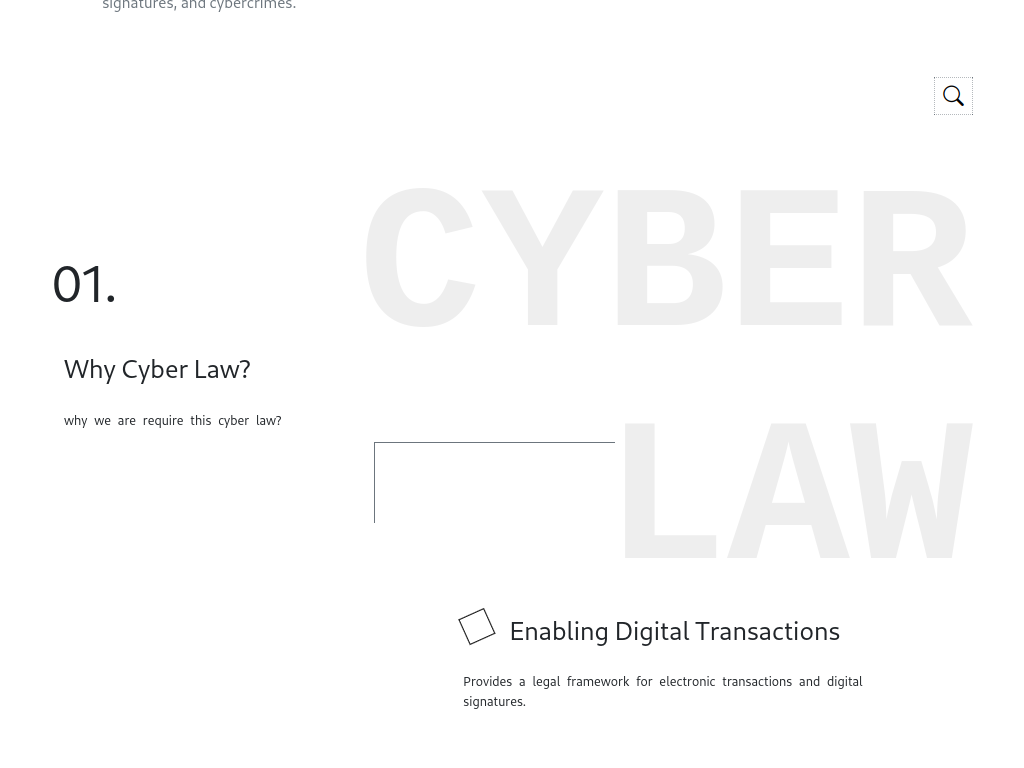 signatures, and cybercrimes.
CYBER
LAW
01.
Why Cyber Law?
why we are require this cyber law?
Enabling Digital Transactions
Provides a legal framework for electronic transactions and digital
signatures.